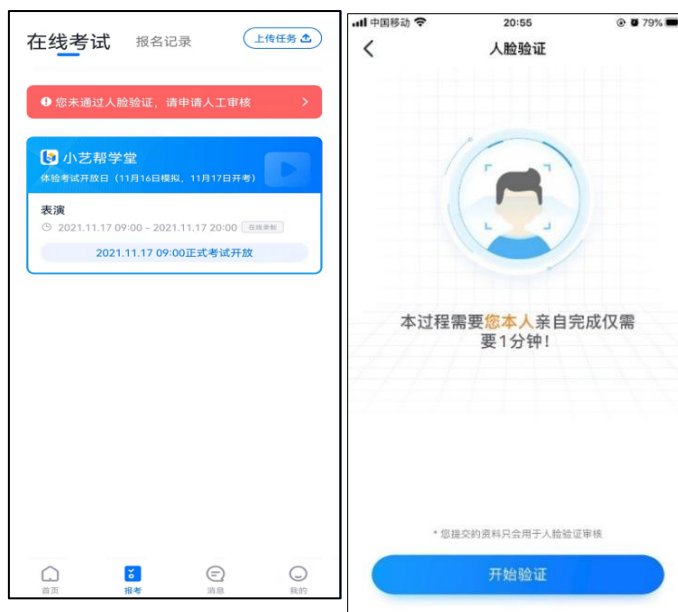 在线考试
报名记录
上传任务
您未通过人脸验证，请申请人工审核
小艺帮学堂
体验考试开放日（11月16日模拟，11月17日开考）
表演
2021.11.17 09:00 - 2021.11.17 20:00 在线录制
2021.11.17 09:00正式考试开放
首页
报考
消息
我的
中国移动
20:55
79%
人脸验证
本过程需要您本人亲自完成仅需
要1分钟！
* 您提交的资料只会用于人脸验证审核
开始验证